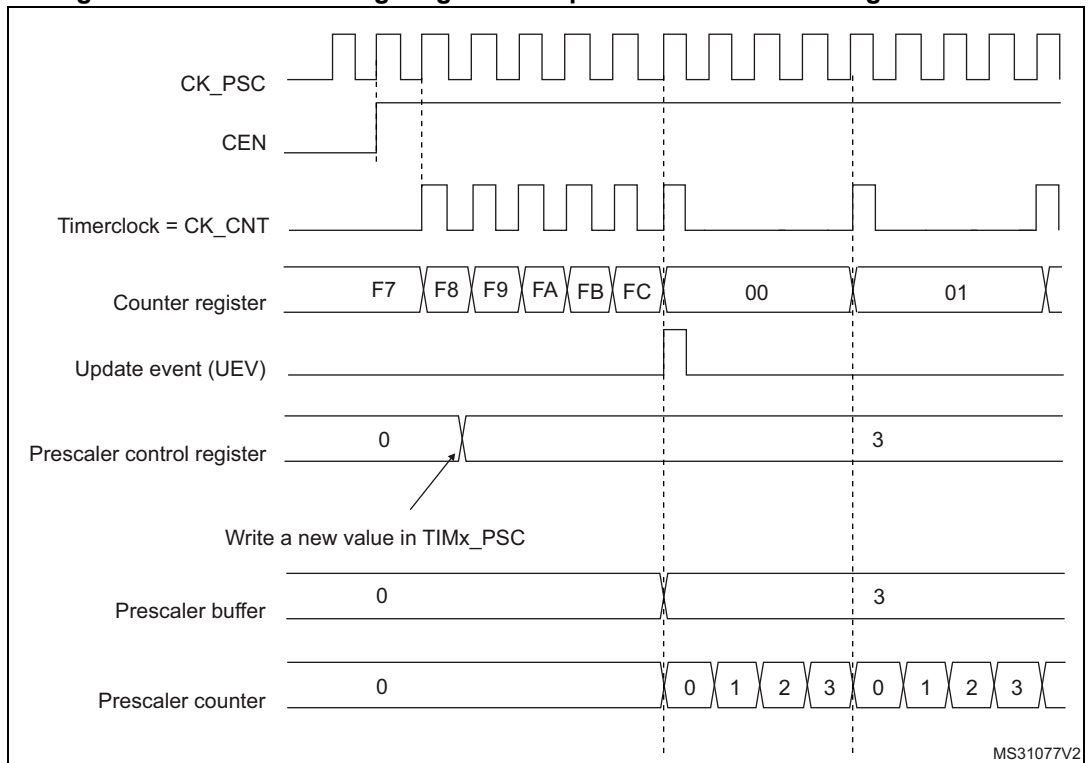 CK_PSC
CEN
Timerclock = CK_CNT
Counter register
F7 F8 F9 FA FB FC 00 01
Update event (UEV)
Prescaler control register
0 3
Write a new value in TIMx_PSC
Prescaler buffer
0 3
Prescaler counter
0 0 1 2 3 0 1 2 3
MS31077V2